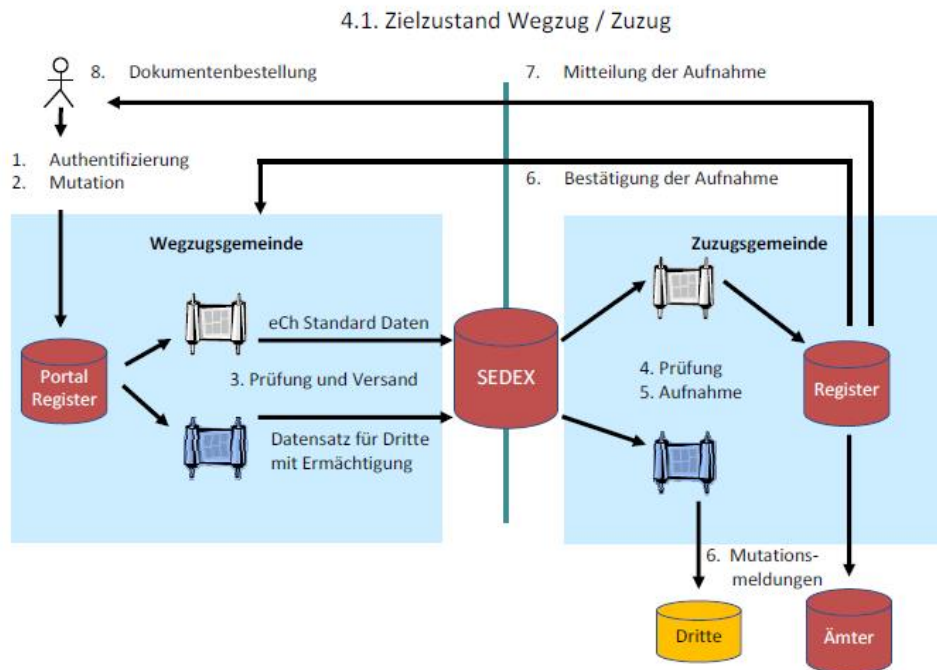 4.1. Zielzustand Wegzug / Zuzug
8. Dokumentenbestellung
7. Mitteilung der Aufnahme
1. Authentifizierung
2. Mutation
6. Bestätigung der Aufnahme
Wegzugsgemeinde
Zuzugsgemeinde
eCh Standard Daten
Portal
Register
3. Prüfung und Versand
SEDEX
4. Prüfung
5. Aufnahme
Register
Datensatz für Dritte
mit Ermächtigung
6. Mutations-
meldungen
Dritte
Ämter